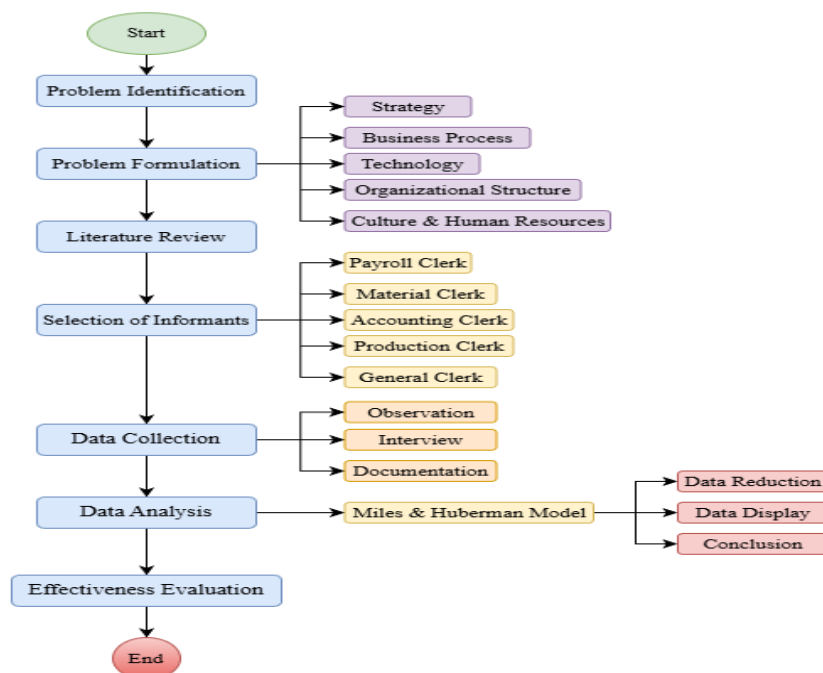 Start
Problem Identification
Problem Formulation
Strategy
Business Process
Technology
Organizational Structure
Culture & Human Resources
Literature Review
Selection of Informants
Payroll Clerk
Material Clerk
Accounting Clerk
Production Clerk
General Clerk
Data Collection
Observation
Interview
Documentation
Data Analysis
Miles & Huberman Model
Data Reduction
Data Display
Conclusion
Effectiveness Evaluation
End